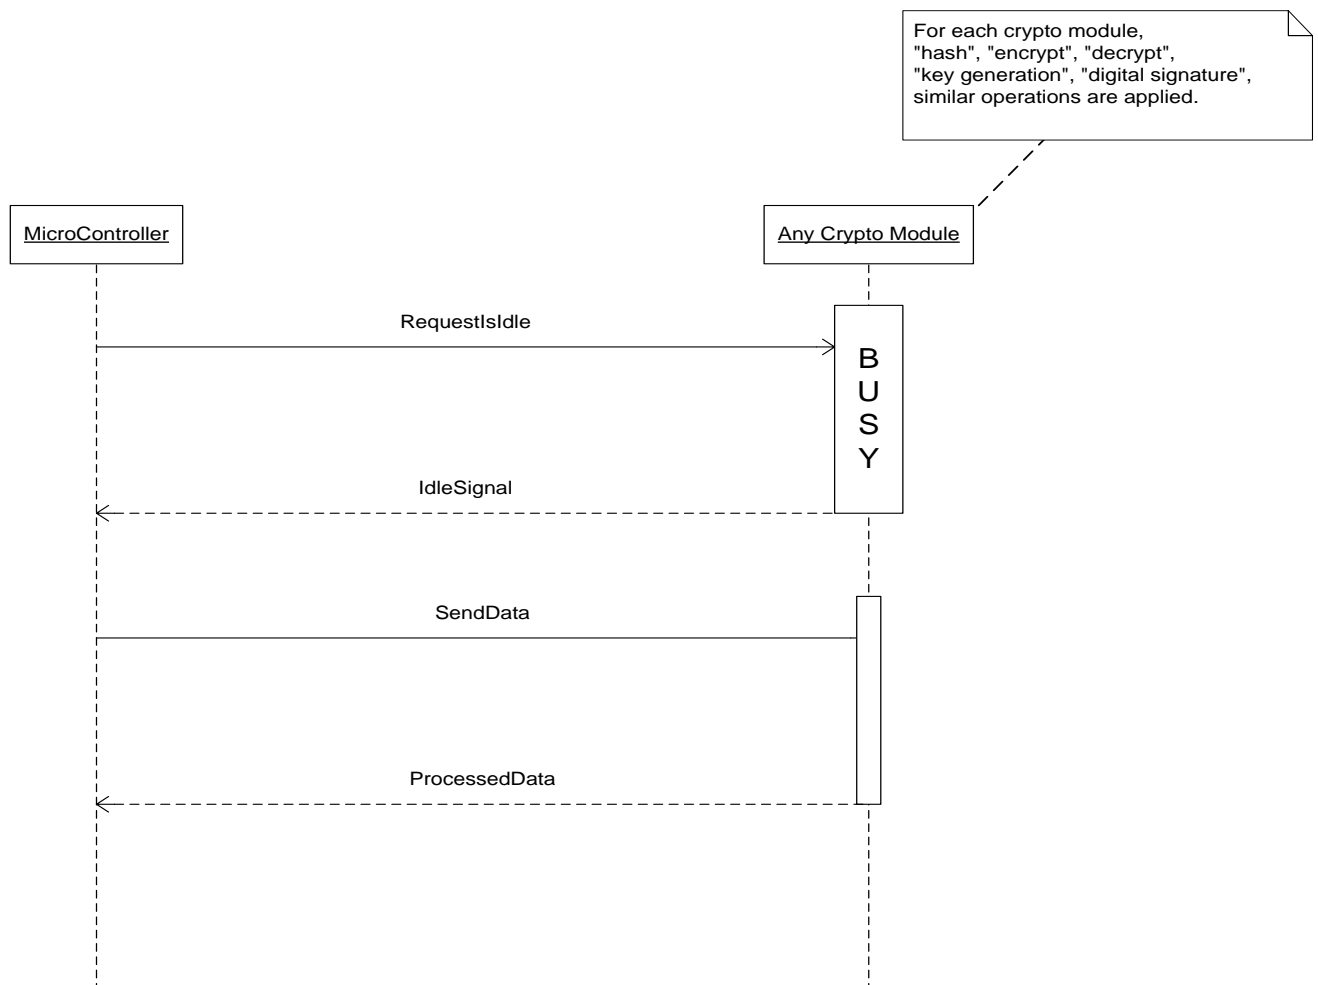 For each crypto module,
"hash", "encrypt", "decrypt",
"key generation", "digital signature",
similar operations are applied.
MicroController
Any Crypto Module
RequestIsIdle
B
U
S
Y
IdleSignal
SendData
ProcessedData